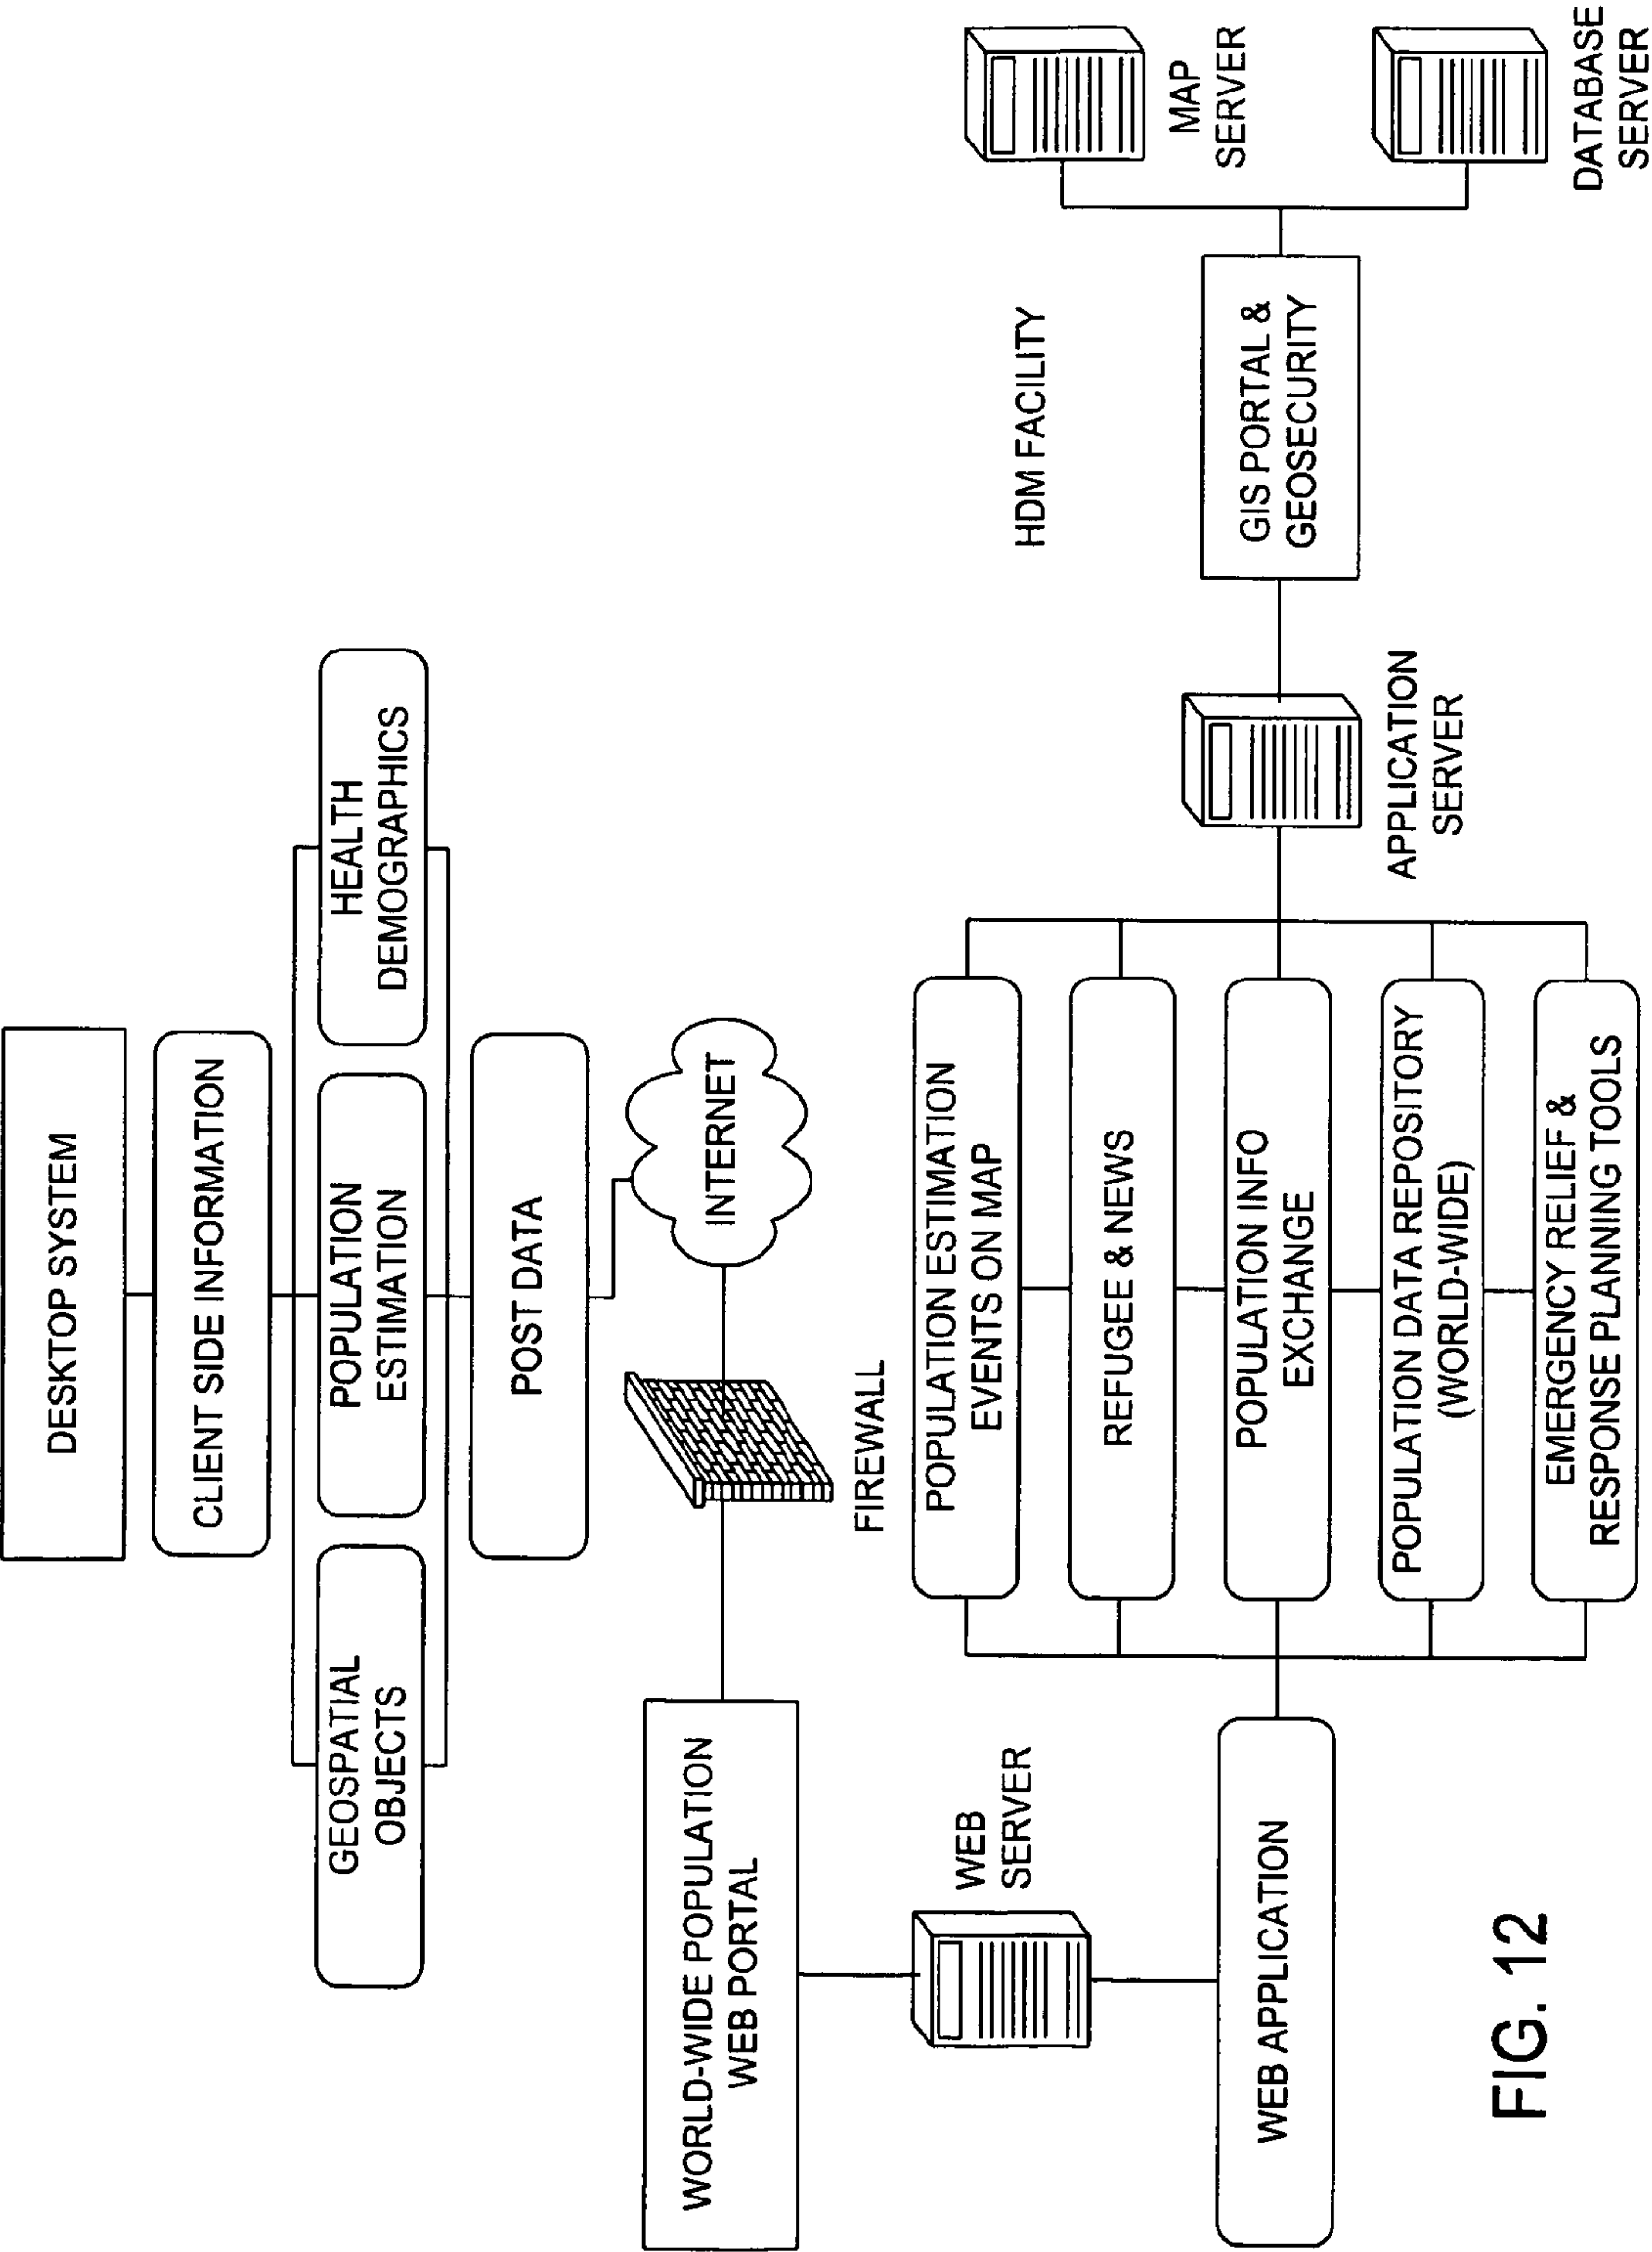 DESKTOP SYSTEM
CLIENT SIDE INFORMATION
GEOSPATIAL
OBJECTS
POPULATION
ESTIMATION
HEALTH
DEMOGRAPHICS
POST DATA
INTERNET
FIREWALL
WORLD-WIDE POPULATION
WEB PORTAL
WEB
SERVER
WEB APPLICATION
POPULATION ESTIMATION
EVENTS ON MAP
REFUGEE & NEWS
POPULATION INFO
EXCHANGE
POPULATION DATA REPOSITORY
(WORLD-WIDE)
EMERGENCY RELIEF &
RESPONSE PLANNING TOOLS
APPLICATION
SERVER
HDM FACILITY
GIS PORTAL &
GEOSECURITY
MAP
SERVER
DATABASE
SERVER
FIG. 12